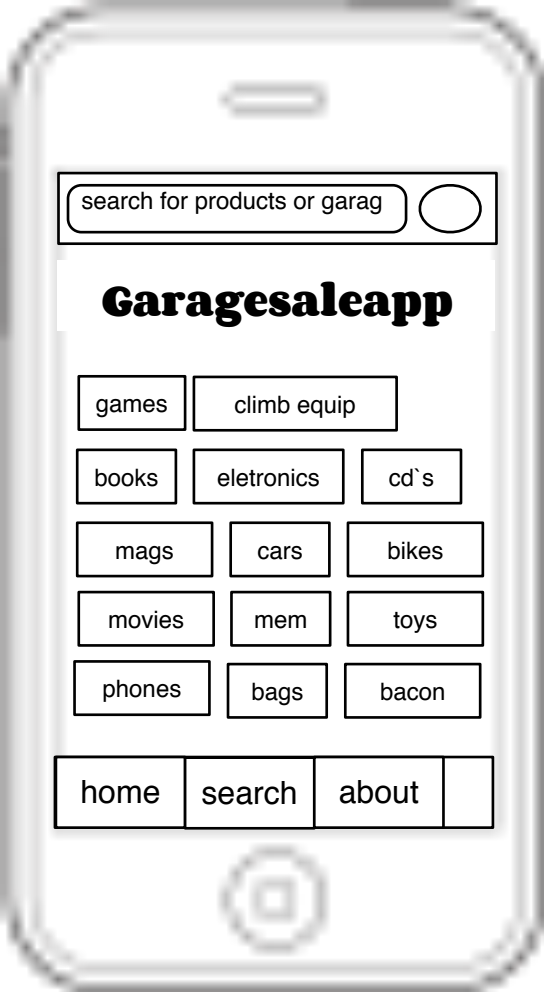 search for products or garag
Garagesaleapp
games climb equip
books eletronics cd`s
mags cars bikes
movies mem toys
phones bags bacon
home search about